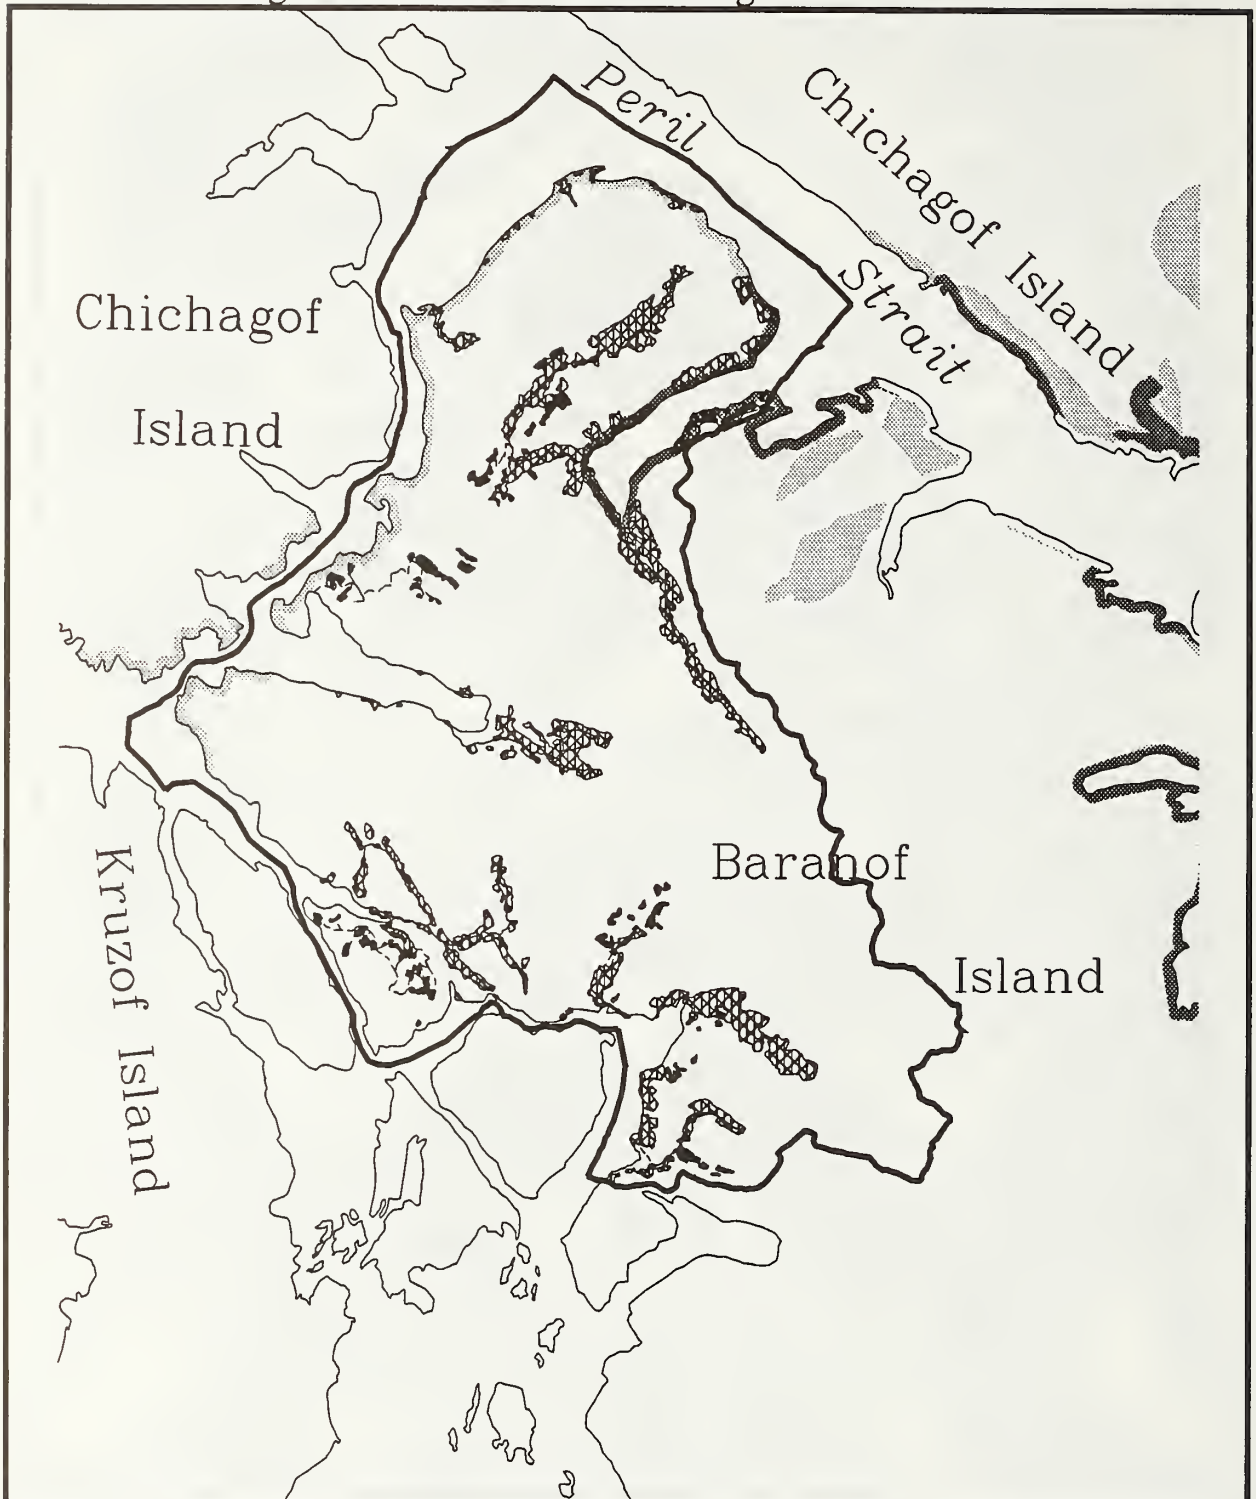 Peril
Strait
Chichagof Island
Chichagof
Island
Baranof
Island
Kruzof Island